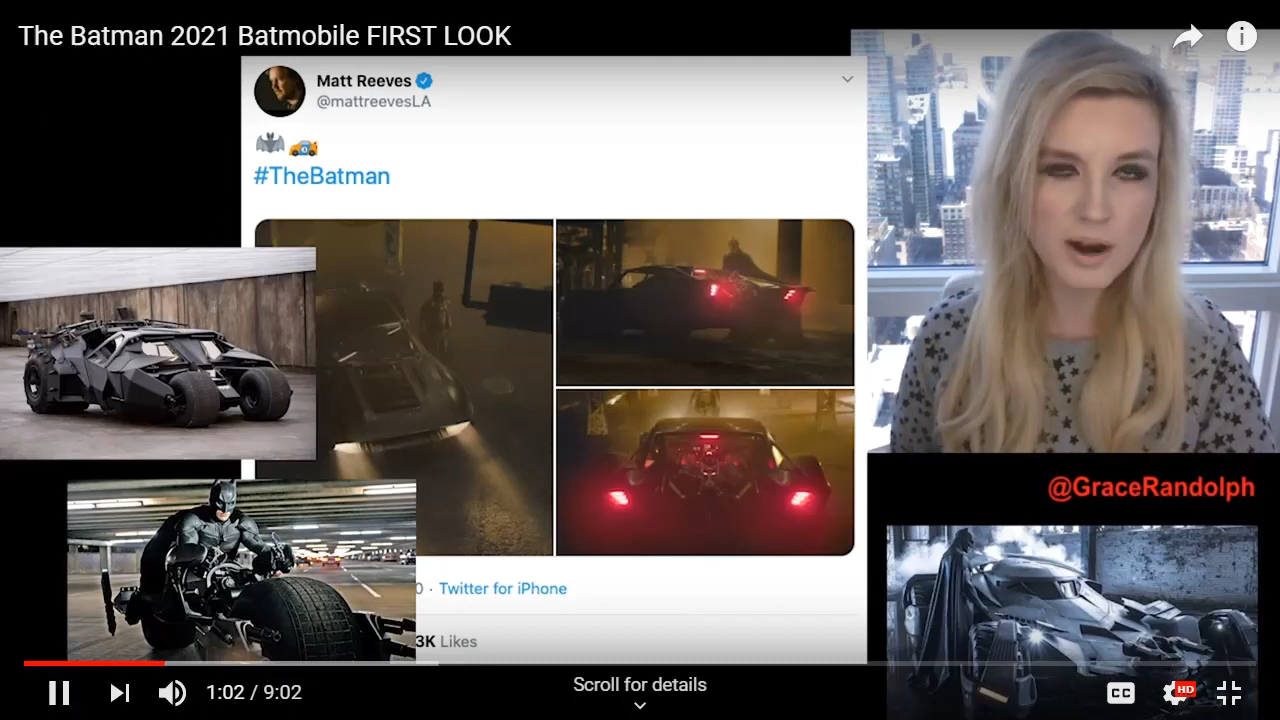 The Batman 2021 Batmobile FIRST LOOK
Matt Reeves
@mattreevesLA
#TheBatman
@GraceRandolph
0 · Twitter for iPhone
3K Likes
1:02 / 9:02
Scroll for details
CC
HD